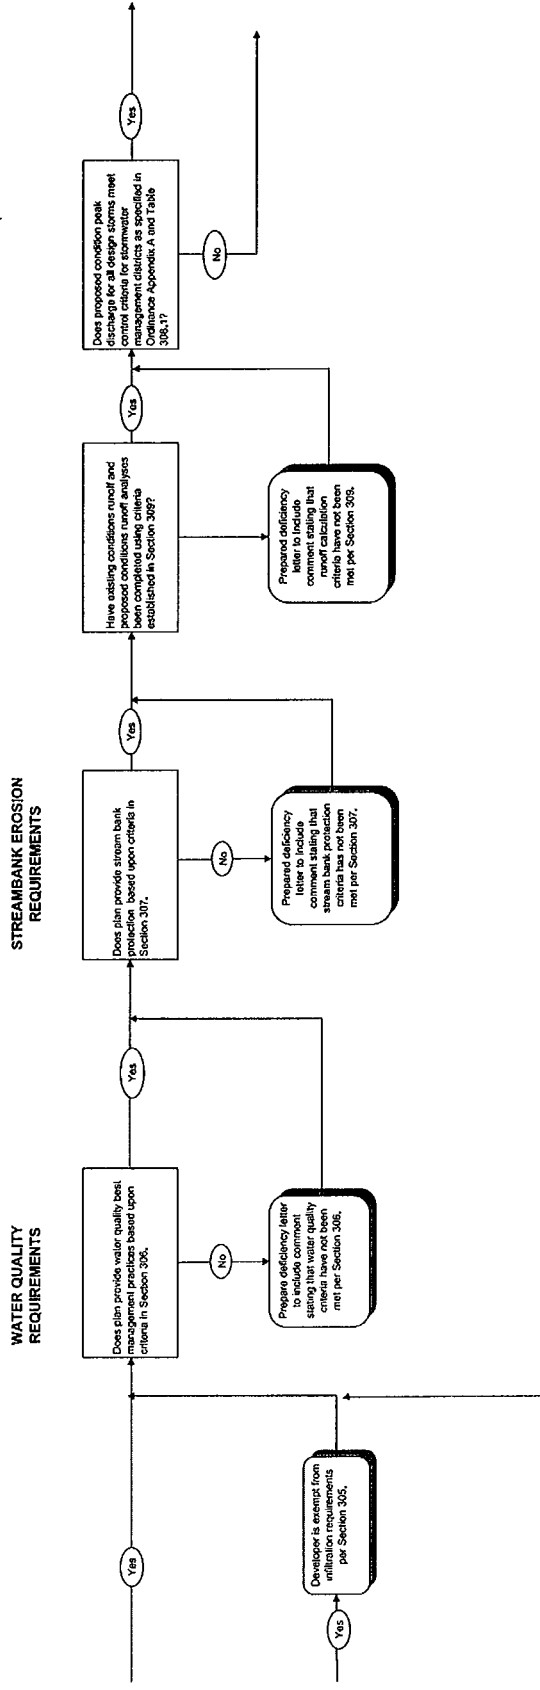 WATER QUALITY
REQUIREMENTS
STREAMBANK EROSION
REQUIREMENTS
Yes
Does plan provide water quality best
management practices based upon
criteria in Section 306.
Yes
Does plan provide stream bank
protection based upon criteria in
Section 307.
Yes
Have existing conditions runoff and
proposed conditions runoff analyses
been completed using criteria
established in Section 309?
Yes
Does proposed condition peak
discharge for all design storms meet
control criteria for stormwater
management districts as specified in
Ordinance Appendix A and Table
308.1?
Yes
No
No
No
Yes
Developer is exempt from
infiltration requirements
per Section 305.
Prepare deficiency letter
to include comment
stating that water quality
criteria have not been
met per Section 306.
Prepared deficiency
letter to include
comment stating that
stream bank protection
criteria has not been
met per Section 307.
Prepared deficiency
letter to include
comment stating that
runoff calculation
criteria have not been
met per Section 309.